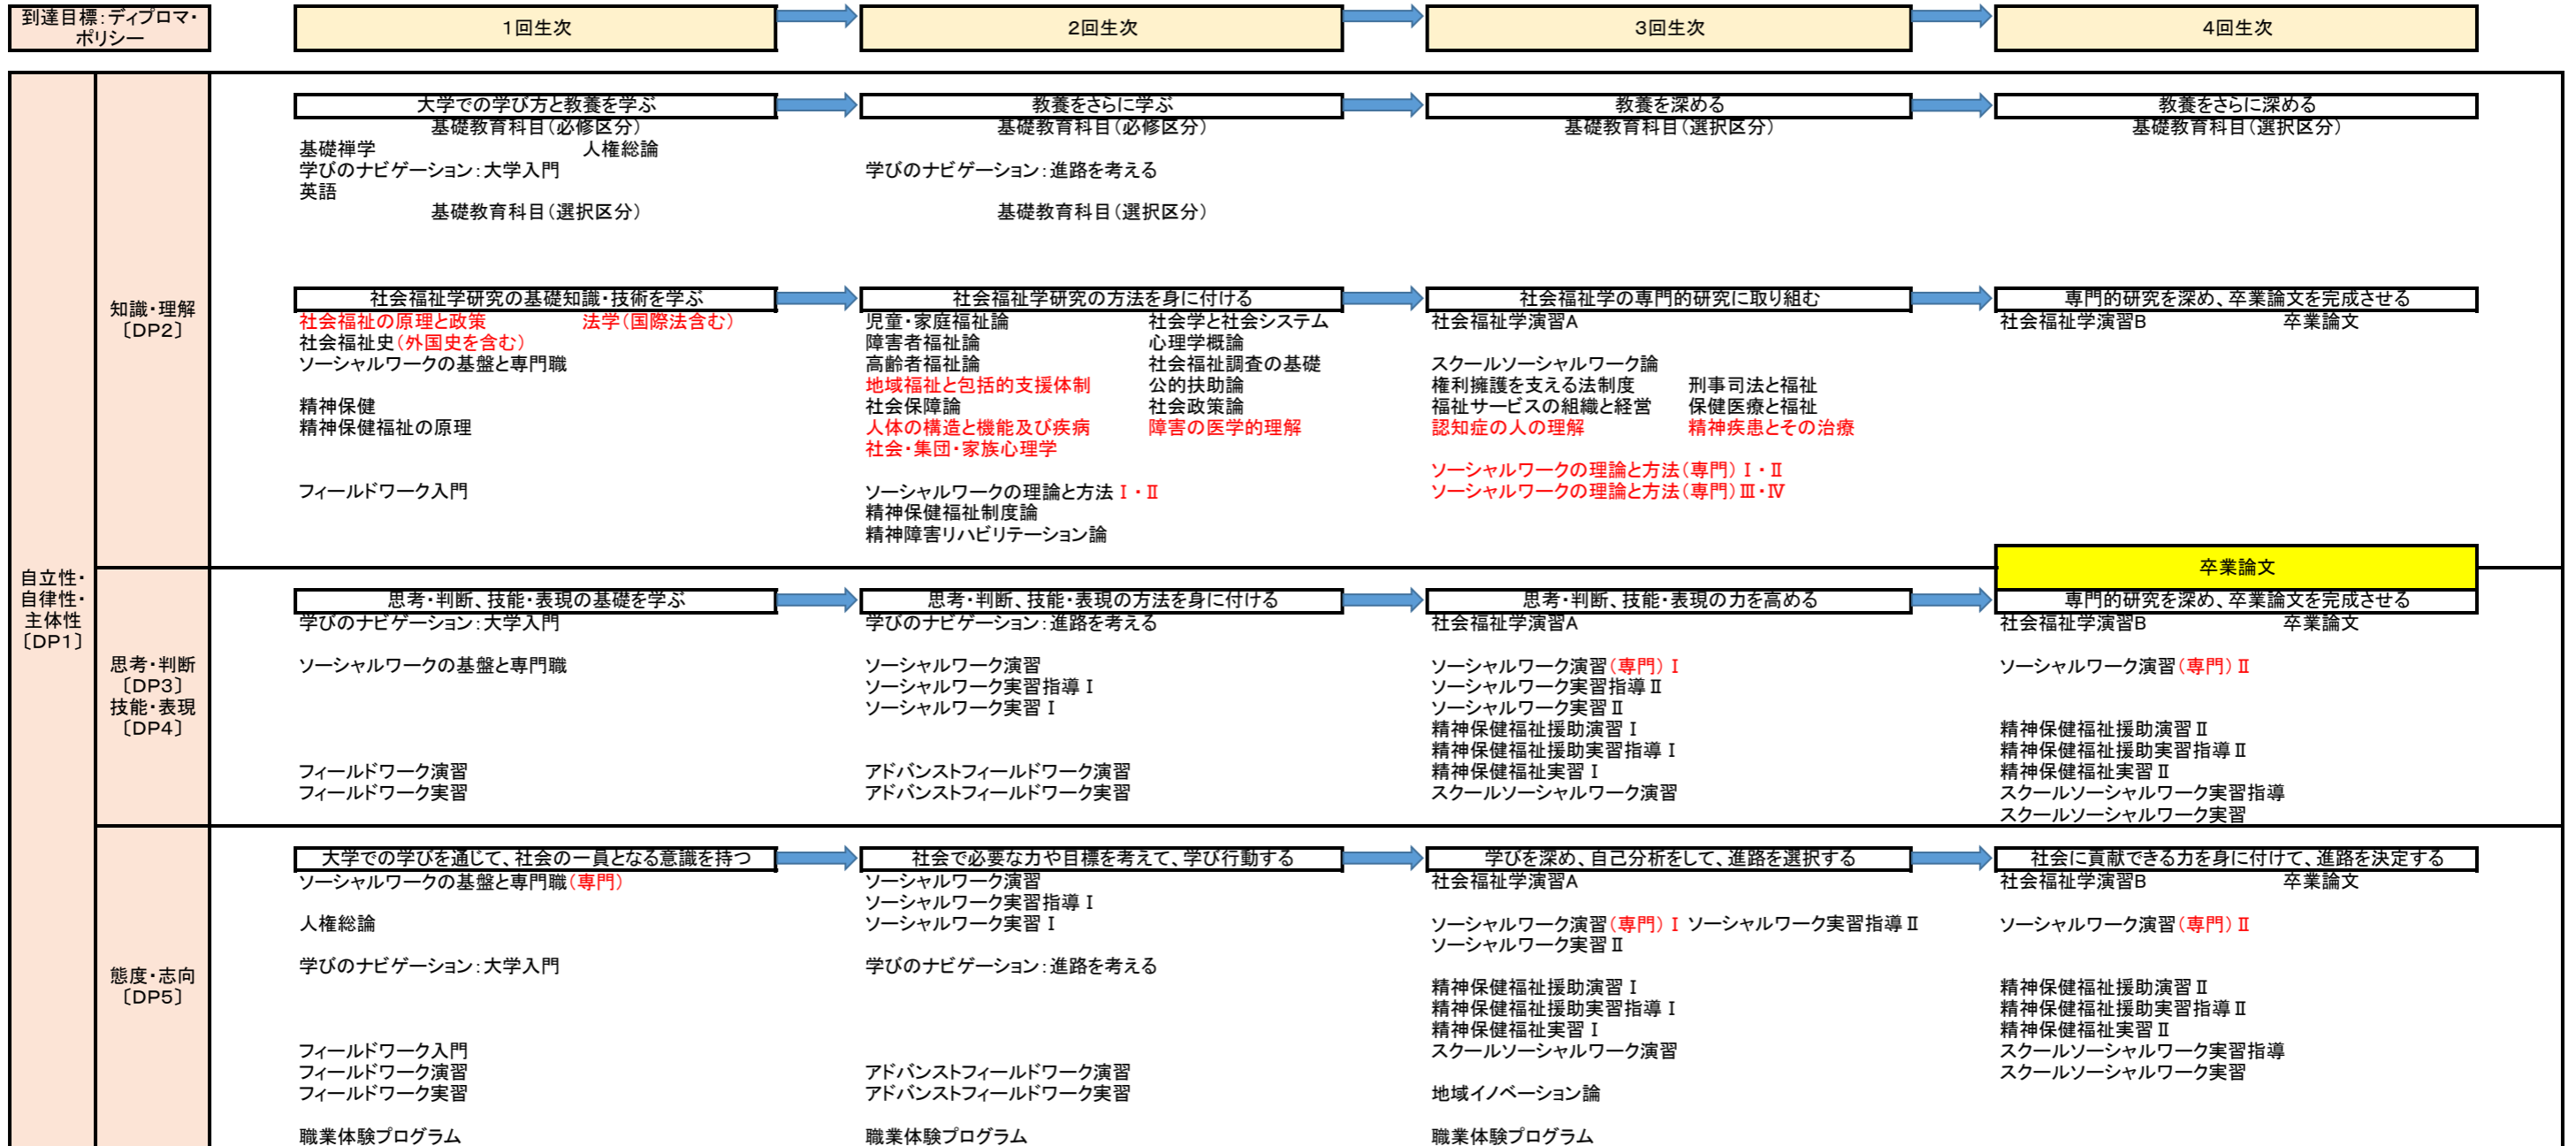 到達目標：ディプロマ・
ポリシー
1回生次
2回生次
3回生次
4回生次
自立性・
自律性・
主体性
〔DP1〕
知識・理解
〔DP2〕
大学での学び方と教養を学ぶ
教養をさらに学ぶ
教養を深める
教養をさらに深める
基礎教育科目（必修区分）
基礎教育科目（必修区分）
基礎教育科目（選択区分）
基礎教育科目（選択区分）
基礎禅学 人権総論
学びのナビゲーション：大学入門
学びのナビゲーション：進路を考える
英語
基礎教育科目（選択区分）
基礎教育科目（選択区分）
社会福祉学研究の基礎知識・技術を学ぶ
社会福祉学研究の方法を身に付ける
社会福祉学の専門的研究に取り組む
専門的研究を深め、卒業論文を完成させる
社会福祉の原理と政策 法学（国際法含む）
社会福祉史（外国史を含む）
ソーシャルワークの基盤と専門職
精神保健
精神保健福祉の原理
フィールドワーク入門
児童・家庭福祉論 社会学と社会システム
障害者福祉論 心理学概論
高齢者福祉論 社会福祉調査の基礎
地域福祉と包括的支援体制 公的扶助論
社会保障論 社会政策論
人体の構造と機能及び疾病 障害の医学的理解
社会・集団・家族心理学
ソーシャルワークの理論と方法Ⅰ・Ⅱ
精神保健福祉制度論
精神障害リハビリテーション論
社会福祉学演習A
スクールソーシャルワーク論
権利擁護を支える法制度 刑事司法と福祉
福祉サービスの組織と経営 保健医療と福祉
認知症の人の理解 精神疾患とその治療
ソーシャルワークの理論と方法（専門）Ⅰ・Ⅱ
ソーシャルワークの理論と方法（専門）Ⅲ・Ⅳ
社会福祉学演習B 卒業論文
卒業論文
思考・判断
〔DP3〕
技能・表現
〔DP4〕
思考・判断、技能・表現の基礎を学ぶ
思考・判断、技能・表現の方法を身に付ける
思考・判断、技能・表現の力を高める
専門的研究を深め、卒業論文を完成させる
学びのナビゲーション：大学入門
ソーシャルワークの基盤と専門職
フィールドワーク演習
フィールドワーク実習
学びのナビゲーション：進路を考える
ソーシャルワーク演習
ソーシャルワーク実習指導Ⅰ
ソーシャルワーク実習Ⅰ
アドバンストフィールドワーク演習
アドバンストフィールドワーク実習
社会福祉学演習A
ソーシャルワーク演習（専門）Ⅰ
ソーシャルワーク実習指導Ⅱ
ソーシャルワーク実習Ⅱ
精神保健福祉援助演習Ⅰ
精神保健福祉援助実習指導Ⅰ
精神保健福祉実習Ⅰ
スクールソーシャルワーク演習
社会福祉学演習B 卒業論文
ソーシャルワーク演習（専門）Ⅱ
精神保健福祉援助演習Ⅱ
精神保健福祉援助実習指導Ⅱ
精神保健福祉実習Ⅱ
スクールソーシャルワーク実習指導
スクールソーシャルワーク実習
態度・志向
〔DP5〕
大学での学びを通じて、社会の一員となる意識を持つ
社会で必要な力や目標を考えて、学び行動する
学びを深め、自己分析をして、進路を選択する
社会に貢献できる力を身に付けて、進路を決定する
ソーシャルワークの基盤と専門職（専門）
人権総論
学びのナビゲーション：大学入門
フィールドワーク入門
フィールドワーク演習
フィールドワーク実習
職業体験プログラム
ソーシャルワーク演習
ソーシャルワーク実習指導Ⅰ
ソーシャルワーク実習Ⅰ
学びのナビゲーション：進路を考える
アドバンストフィールドワーク演習
アドバンストフィールドワーク実習
職業体験プログラム
社会福祉学演習A
ソーシャルワーク演習（専門）Ⅰ ソーシャルワーク実習指導Ⅱ
ソーシャルワーク実習Ⅱ
精神保健福祉援助演習Ⅰ
精神保健福祉援助実習指導Ⅰ
精神保健福祉実習Ⅰ
スクールソーシャルワーク演習
地域イノベーション論
職業体験プログラム
社会福祉学演習B 卒業論文
ソーシャルワーク演習（専門）Ⅱ
精神保健福祉援助演習Ⅱ
精神保健福祉援助実習指導Ⅱ
精神保健福祉実習Ⅱ
スクールソーシャルワーク実習指導
スクールソーシャルワーク実習